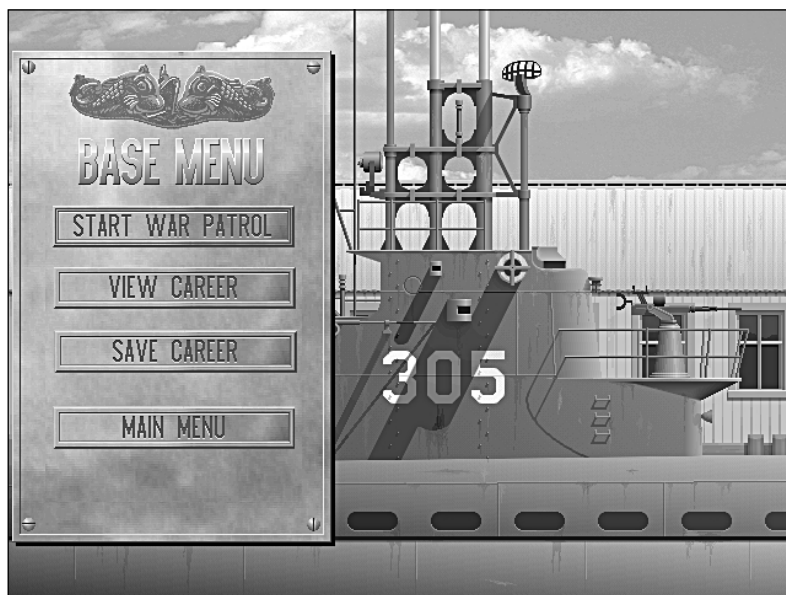 BASE MENU
START WAR PATROL
VIEW CAREER
SAVE CAREER
MAIN MENU
305